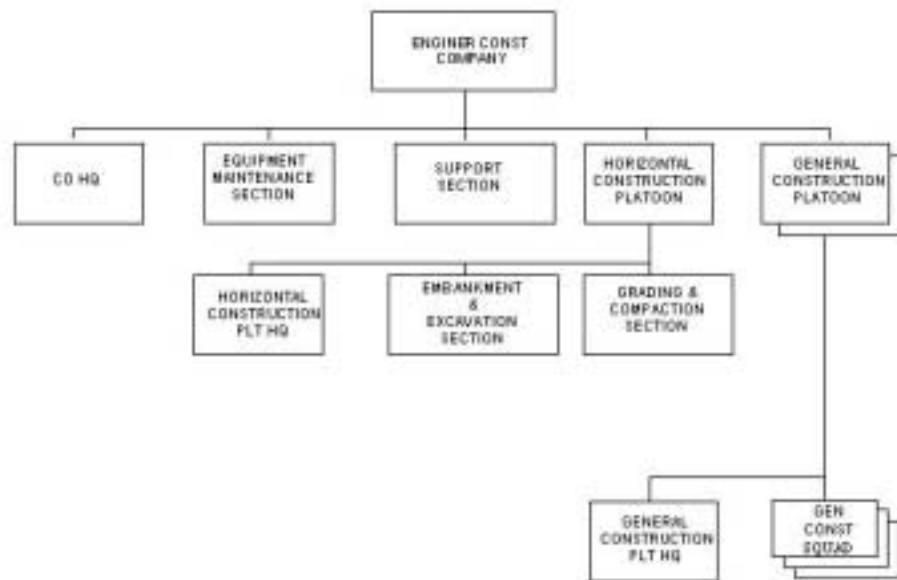 ENGINER CONST
COMPANY
CO HQ
EQUIPMENT
MAINTENANCE
SECTION
SUPPORT
SECTION
HORIZONTAL
CONSTRUCTION
PLATOON
GENERAL
CONSTRUCTION
PLATOON
HORIZONTAL
CONSTRUCTION
PLT HQ
EMBANKMENT
&
EXCAVATION
SECTION
GRADING &
COMPACTION
SECTION
GENERAL
CONSTRUCTION
PLT HQ
GEN
CONST
SQUAD